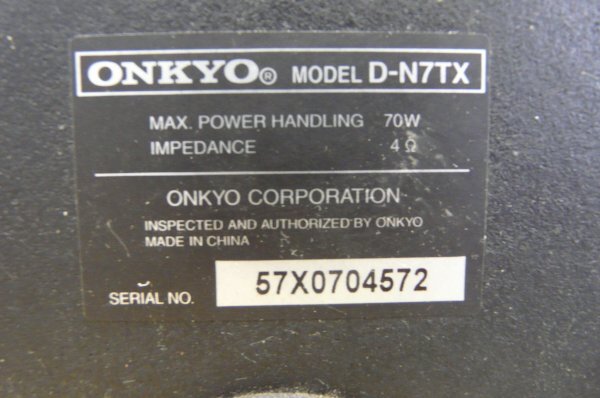 ONKYO® MODEL D-N7TX
MAX. POWER HANDLING 70W
IMPEDANCE 4 Ω
ONKYO CORPORATION
INSPECTED AND AUTHORIZED BY ONKYO
MADE IN CHINA
SERIAL NO. 57X0704572